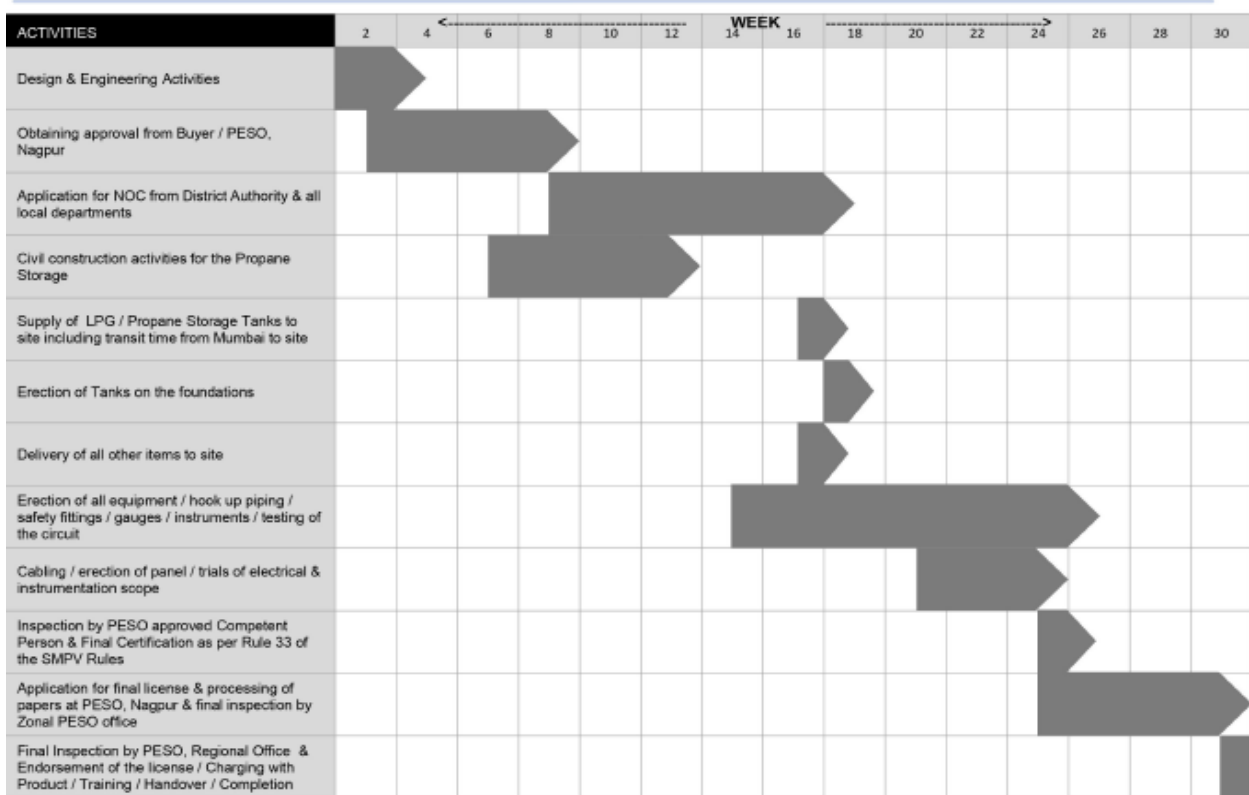 <---------------------------- WEEK ---------------------------->
ACTIVITIES 2 4 6 8 10 12 14 16 18 20 22 24 26 28 30
Design & Engineering Activities
Obtaining approval from Buyer / PESO,
Nagpur
Application for NOC from District Authority & all
local departments
Civil construction activities for the Propane
Storage
Supply of LPG / Propane Storage Tanks to
site including transit time from Mumbai to site
Erection of Tanks on the foundations
Delivery of all other items to site
Erection of all equipment / hook up piping /
safety fittings / gauges / instruments / testing of
the circuit
Cabling / erection of panel / trials of electrical &
instrumentation scope
Inspection by PESO approved Competent
Person & Final Certification as per Rule 33 of
the SMPV Rules
Application for final license & processing of
papers at PESO, Nagpur & final inspection by
Zonal PESO office
Final Inspection by PESO, Regional Office &
Endorsement of the license / Charging with
Product / Training / Handover / Completion